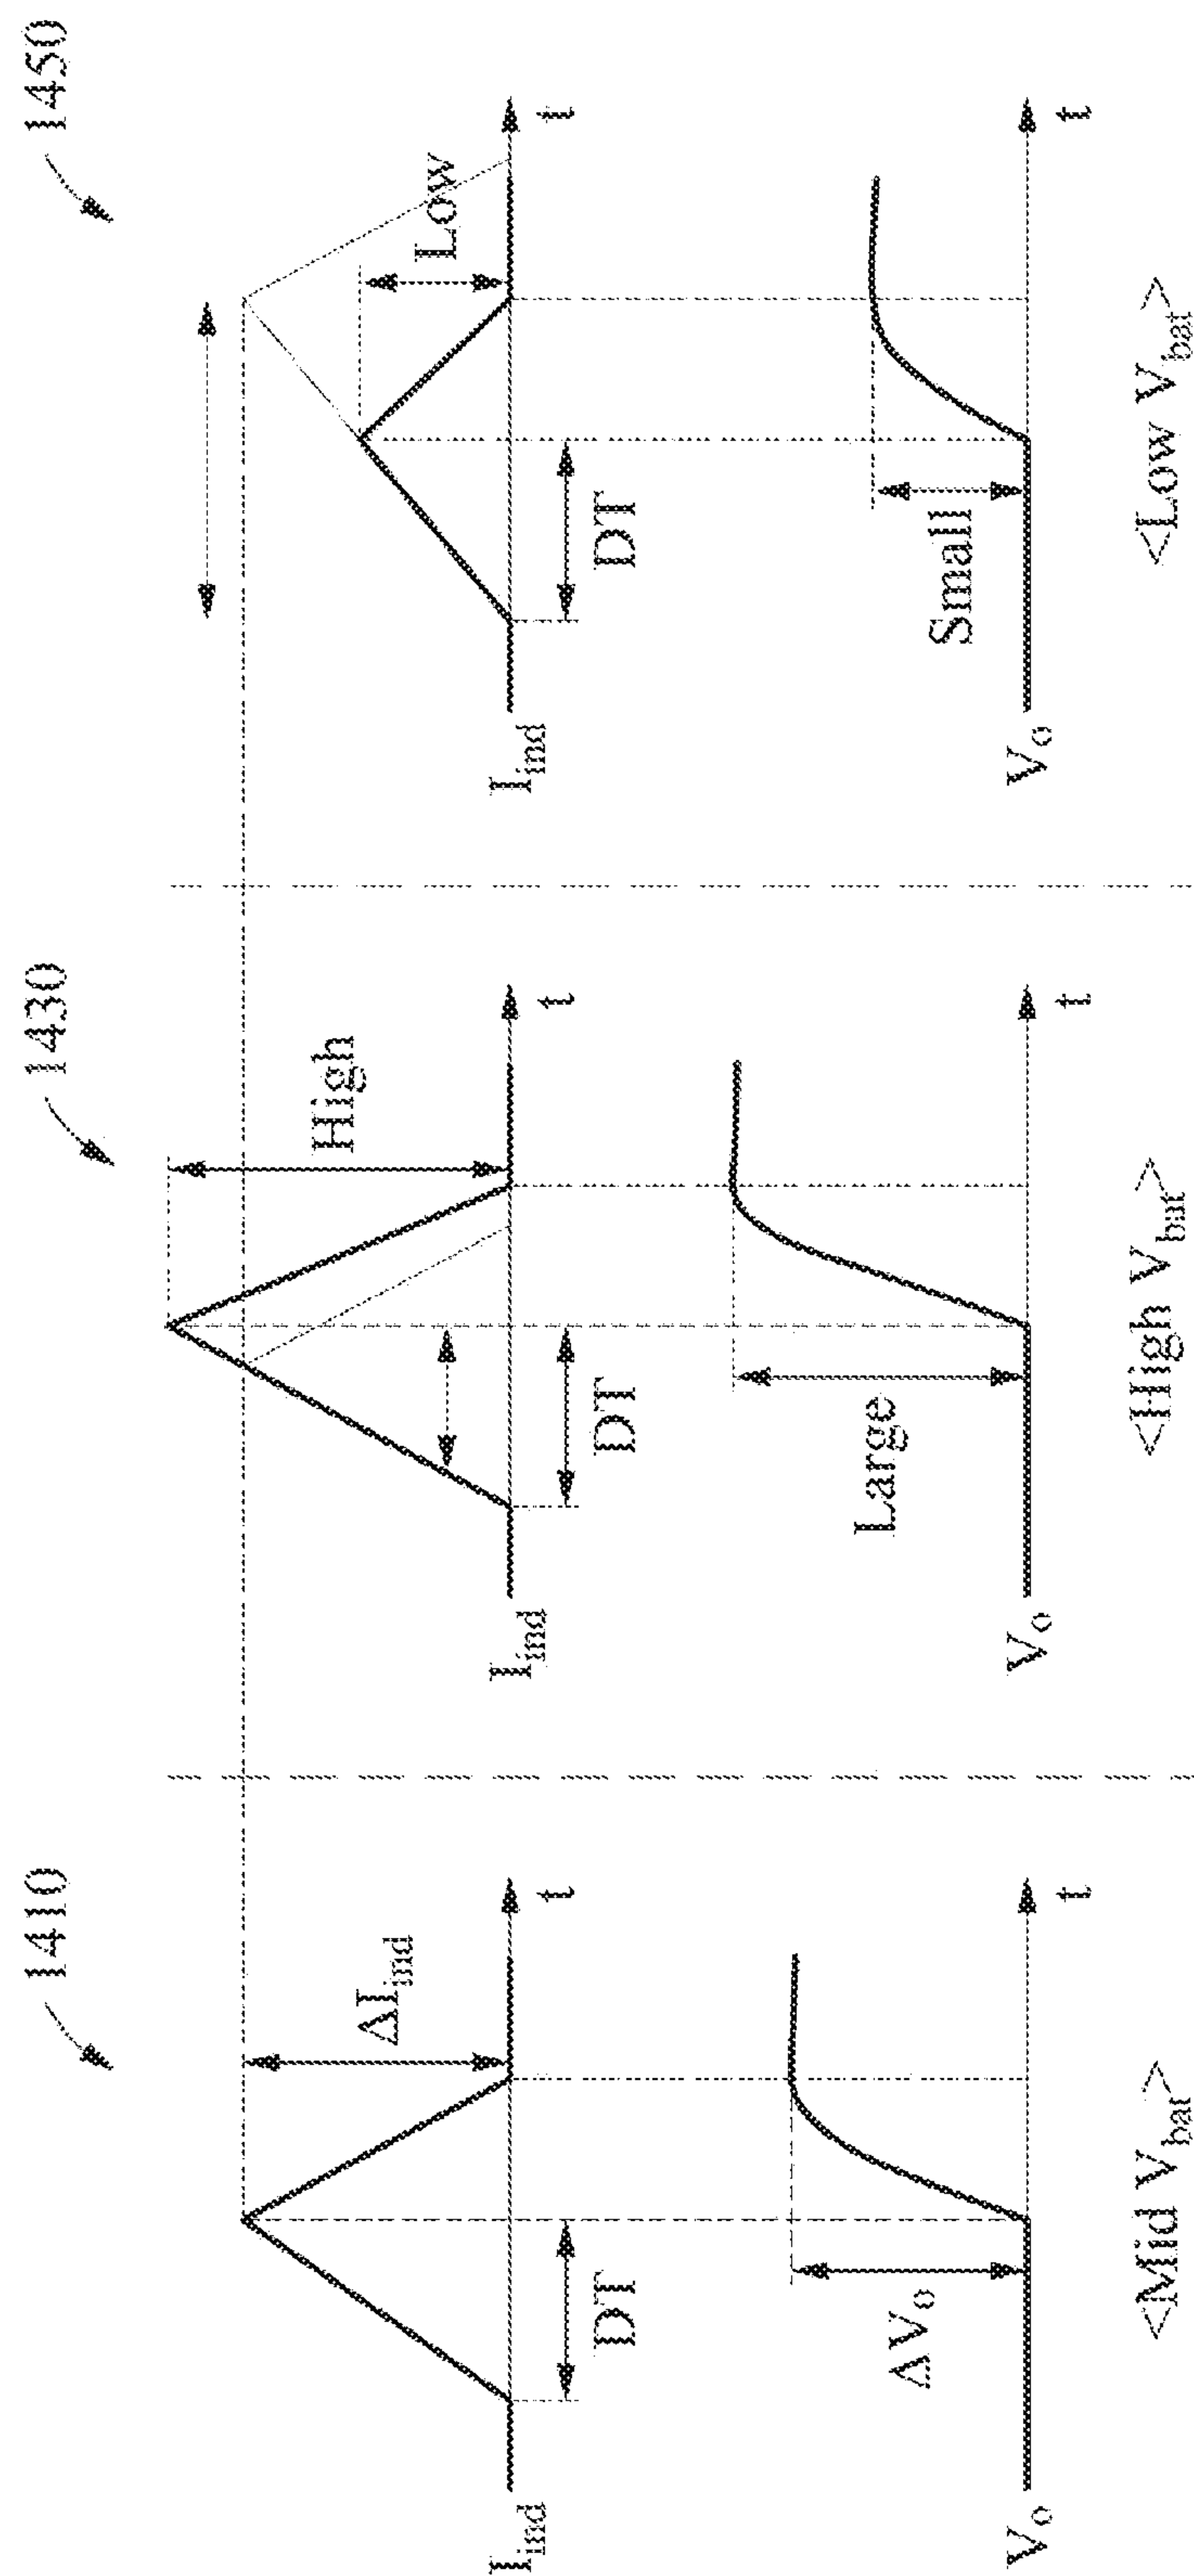 1410
ΔI_ind
I_ind
t
DT
ΔV_o
V_o
t
<Mid V_bat>
1430
High
I_ind
t
DT
Large
V_o
t
<High V_bat>
1450
Low
I_ind
t
DT
Small
V_o
t
<Low V_bat>